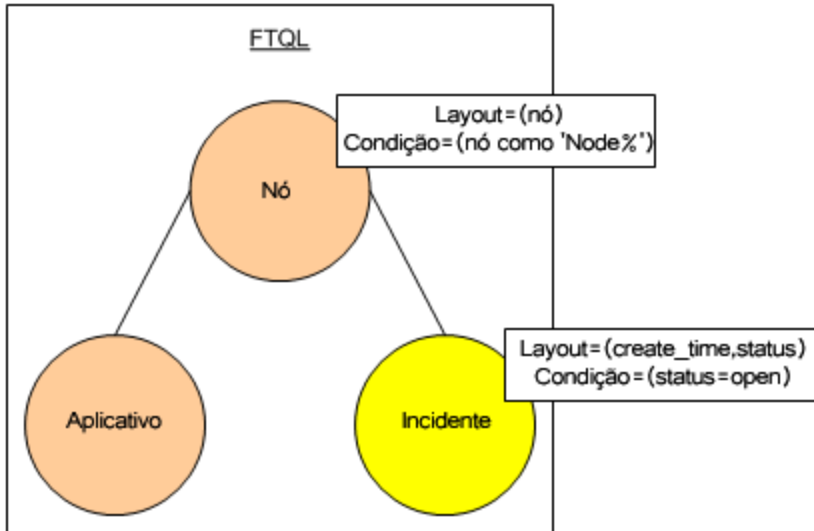 FTQL
Layout=(nó)
Condição=(nó como 'Node%')
Nó
Layout=(create_time,status)
Condição=(status=open)
Aplicativo
Incidente